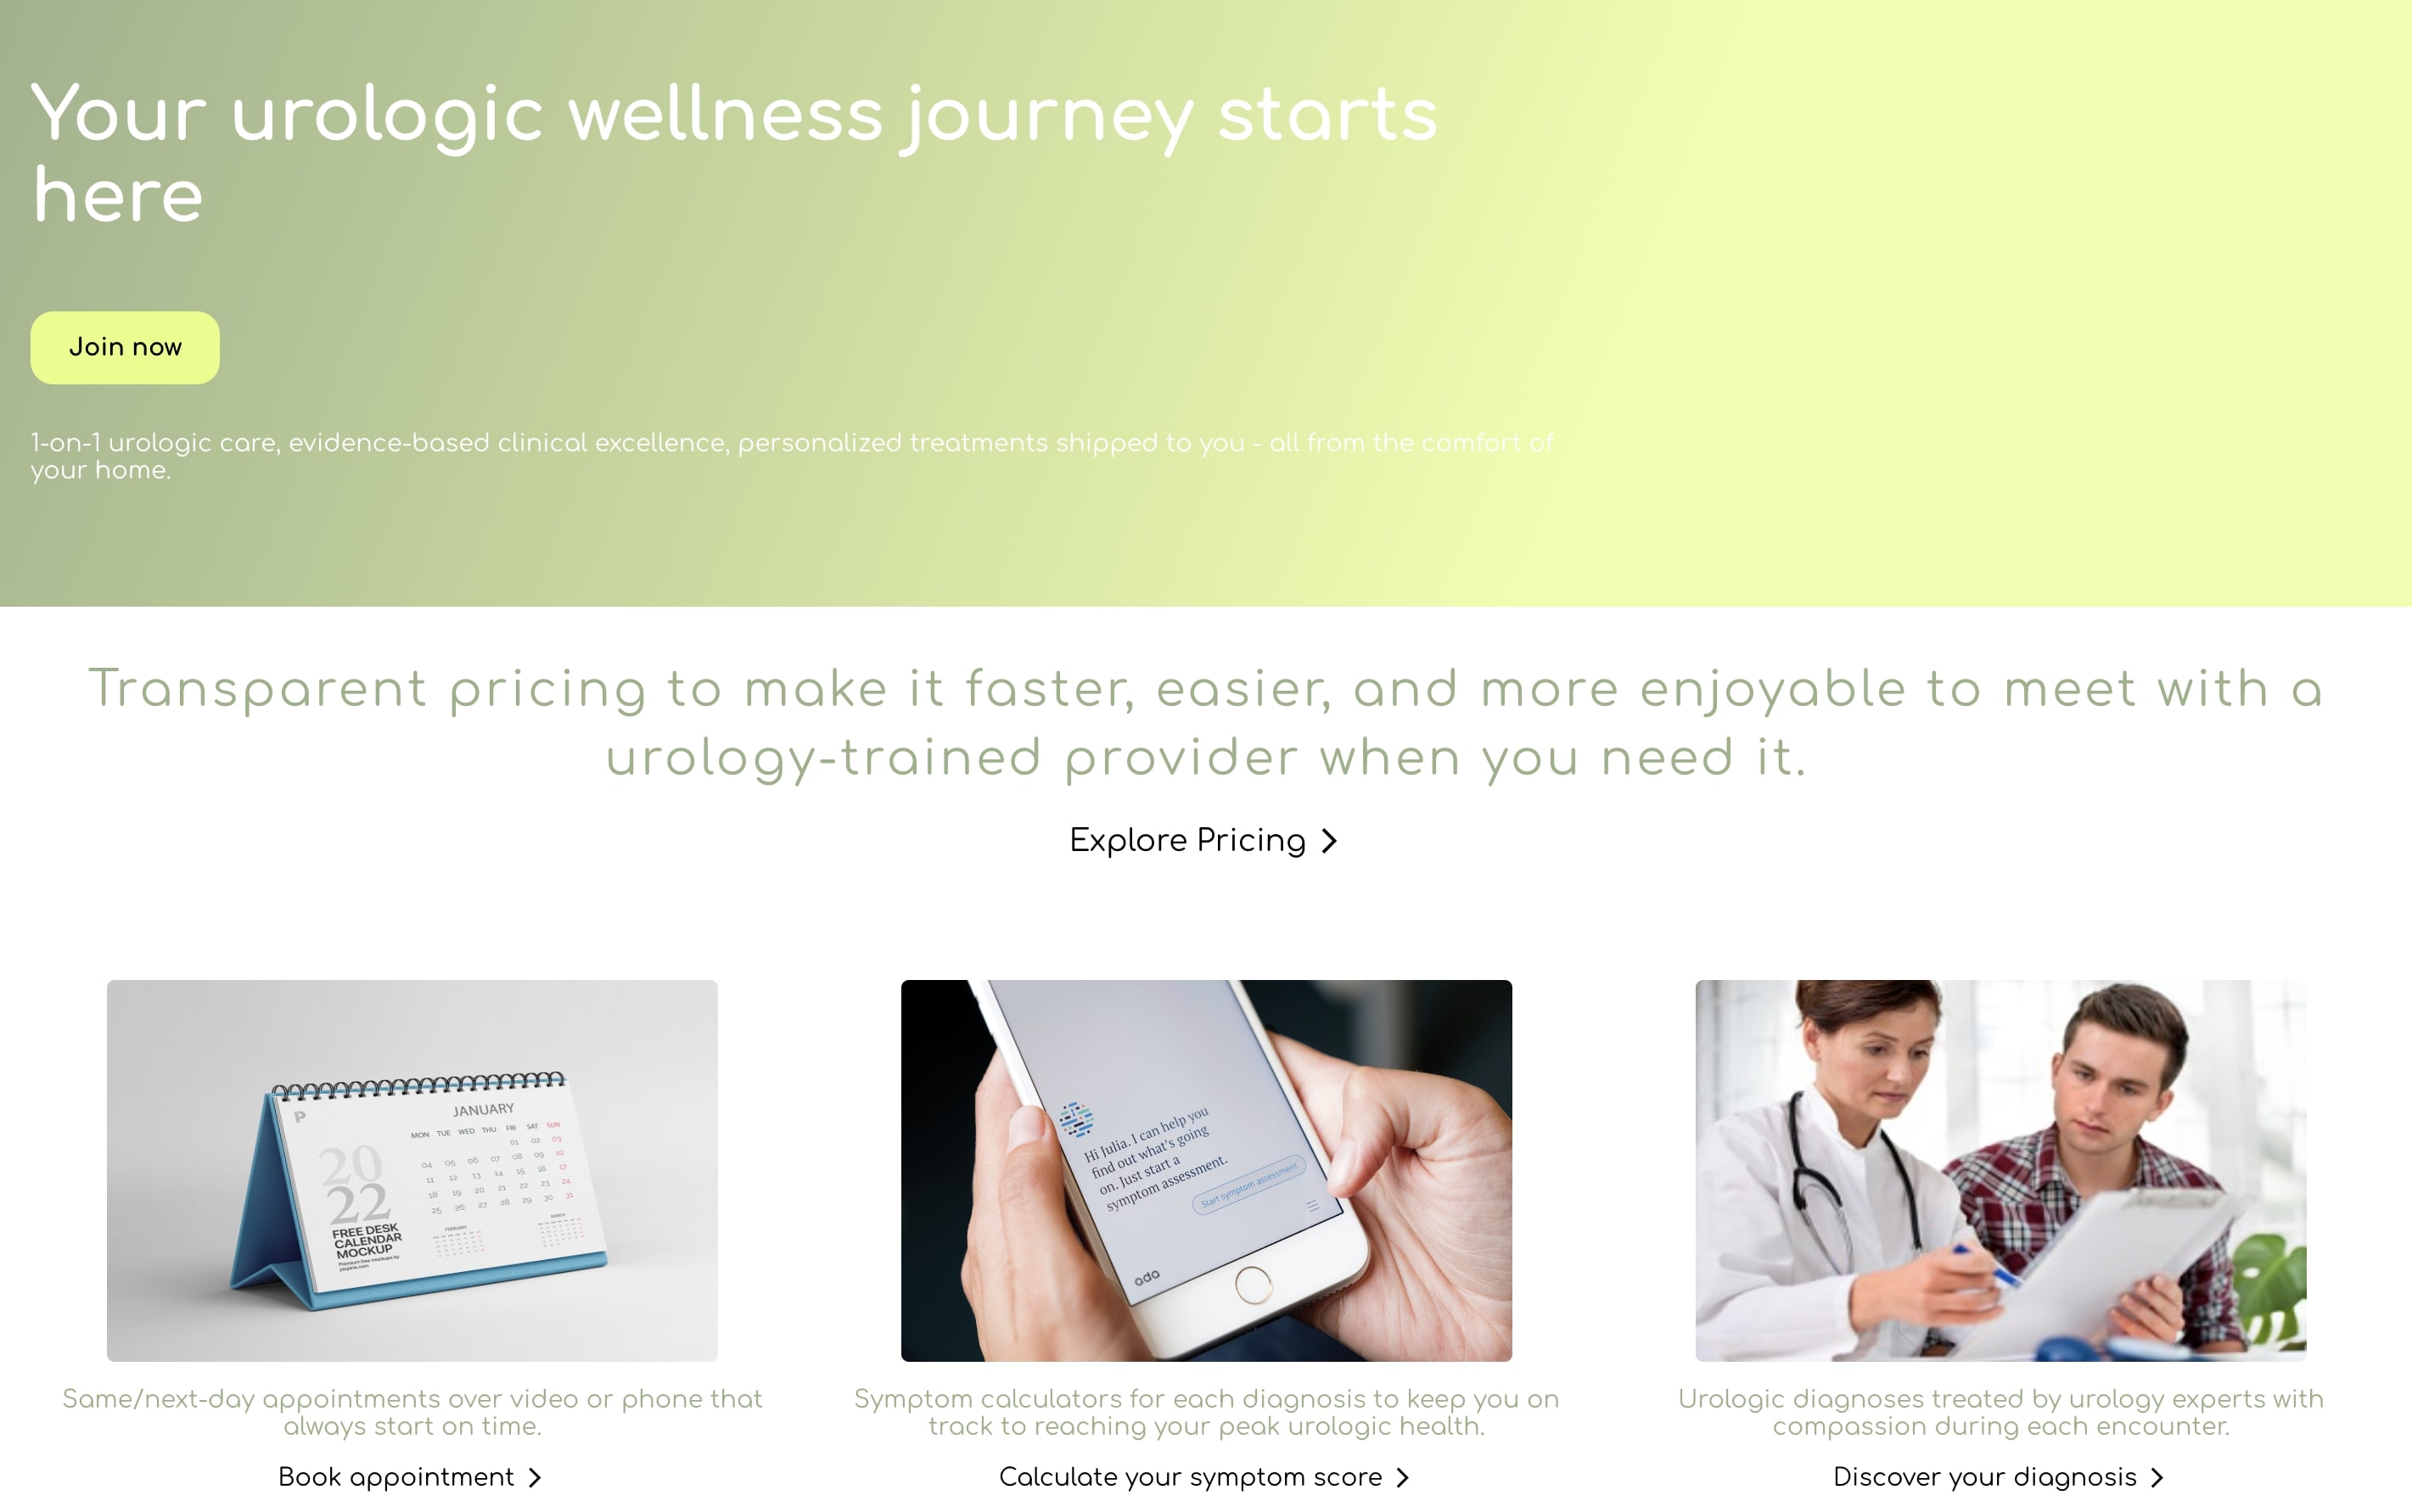 Your urologic wellness journey starts
here
Join now
1-on-1 urologic care, evidence-based clinical excellence, personalized treatments shipped to you - all from the comfort of
your home.
Transparent pricing to make it faster, easier, and more enjoyable to meet with a
urology-trained provider when you need it.
Explore Pricing
P
JANUARY
MON TUE WED THU FRI SAT SUN
01 02 03
04 05 06 07 08 09 10
11 12 13 14 15 16 17
18 19 20 21 22 23 24
25 26 27 28 29 30 31
20
22
FREE DESK
CALENDAR
MOCKUP
FEBRUARY
MARCH
Hi Julia. I can help you
find out what's going
on. Just start a
symptom assessment.
Start symptom assessment
ada
Same/next-day appointments over video or phone that
always start on time.
Book appointment
Symptom calculators for each diagnosis to keep you on
track to reaching your peak urologic health.
Calculate your symptom score
Urologic diagnoses treated by urology experts with
compassion during each encounter.
Discover your diagnosis